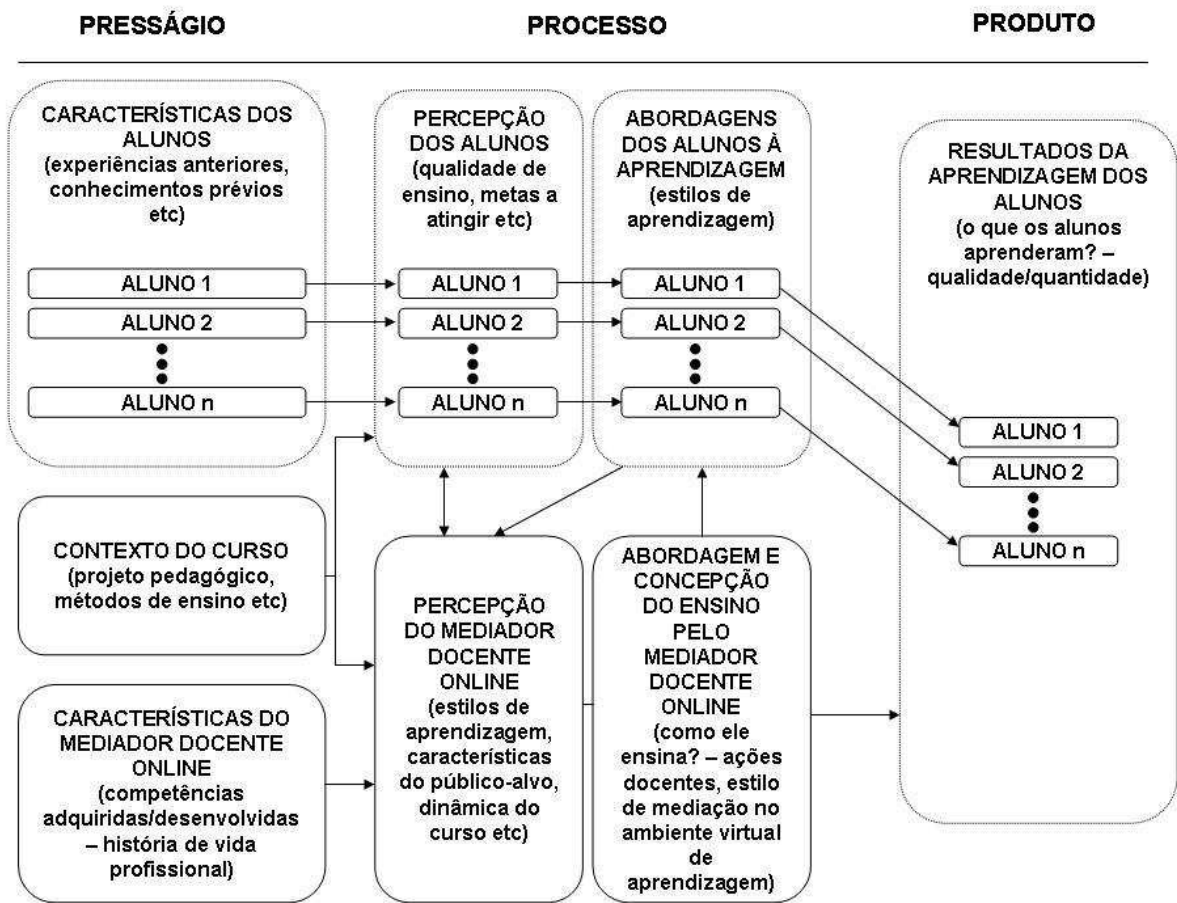 PRESSÁGIO
PROCESSO
PRODUTO
CARACTERÍSTICAS DOS
ALUNOS
(experiências anteriores,
conhecimentos prévios
etc)
ALUNO 1
ALUNO 2
ALUNO n
PERCEPÇÃO
DOS ALUNOS
(qualidade de
ensino, metas a
atingir etc)
ALUNO 1
ALUNO 2
ALUNO n
ABORDAGENS
DOS ALUNOS À
APRENDIZAGEM
(estilos de
aprendizagem)
ALUNO 1
ALUNO 2
ALUNO n
RESULTADOS DA
APRENDIZAGEM DOS
ALUNOS
(o que os alunos
aprenderam? –
qualidade/quantidade)
ALUNO 1
ALUNO 2
ALUNO n
CONTEXTO DO CURSO
(projeto pedagógico,
métodos de ensino etc)
CARACTERÍSTICAS DO
MEDIADOR DOCENTE
ONLINE
(competências
adquiridas/desenvolvidas
– história de vida
profissional)
PERCEPÇÃO
DO MEDIADOR
DOCENTE
ONLINE
(estilos de
aprendizagem,
características
do público-alvo,
dinâmica do
curso etc)
ABORDAGEM E
CONCEPÇÃO
DO ENSINO
PELO
MEDIADOR
DOCENTE
ONLINE
(como ele
ensina? – ações
docentes, estilo
de mediação no
ambiente virtual
de
aprendizagem)